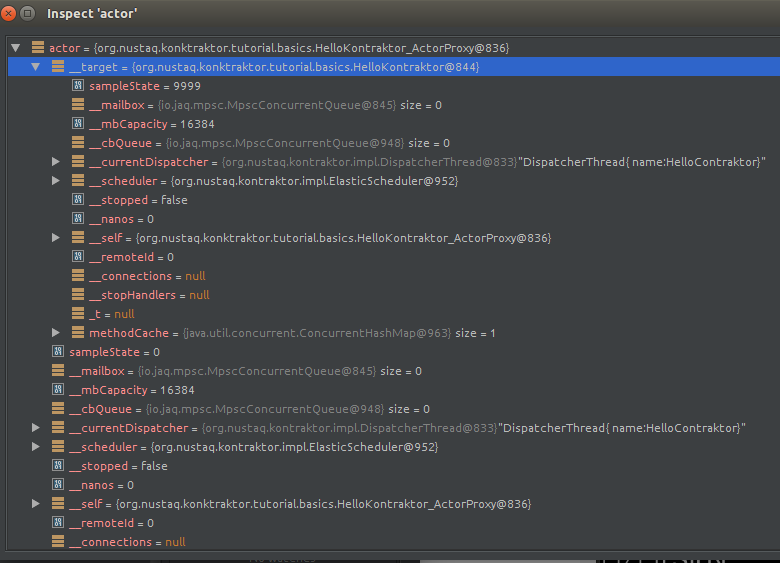 Inspect 'actor'
actor = {org.nustaq.konktraktor.tutorial.basics.HelloKontraktor_ActorProxy@836}
__target = {org.nustaq.konktraktor.tutorial.basics.HelloKontraktor@844}
sampleState = 9999
__mailbox = {io.jaq.mpsc.MpscConcurrentQueue@845} size = 0
__mbCapacity = 16384
__cbQueue = {io.jaq.mpsc.MpscConcurrentQueue@948} size = 0
__currentDispatcher = {org.nustaq.kontraktor.impl.DispatcherThread@833}"DispatcherThread{ name:HelloContraktor}"
__scheduler = {org.nustaq.kontraktor.impl.ElasticScheduler@952}
__stopped = false
__nanos = 0
__self = {org.nustaq.konktraktor.tutorial.basics.HelloKontraktor_ActorProxy@836}
__remoteId = 0
__connections = null
__stopHandlers = null
_t = null
methodCache = {java.util.concurrent.ConcurrentHashMap@963} size = 1
sampleState = 0
__mailbox = {io.jaq.mpsc.MpscConcurrentQueue@845} size = 0
__mbCapacity = 16384
__cbQueue = {io.jaq.mpsc.MpscConcurrentQueue@948} size = 0
__currentDispatcher = {org.nustaq.kontraktor.impl.DispatcherThread@833}"DispatcherThread{ name:HelloContraktor}"
__scheduler = {org.nustaq.kontraktor.impl.ElasticScheduler@952}
__stopped = false
__nanos = 0
__self = {org.nustaq.konktraktor.tutorial.basics.HelloKontraktor_ActorProxy@836}
__remoteId = 0
__connections = null